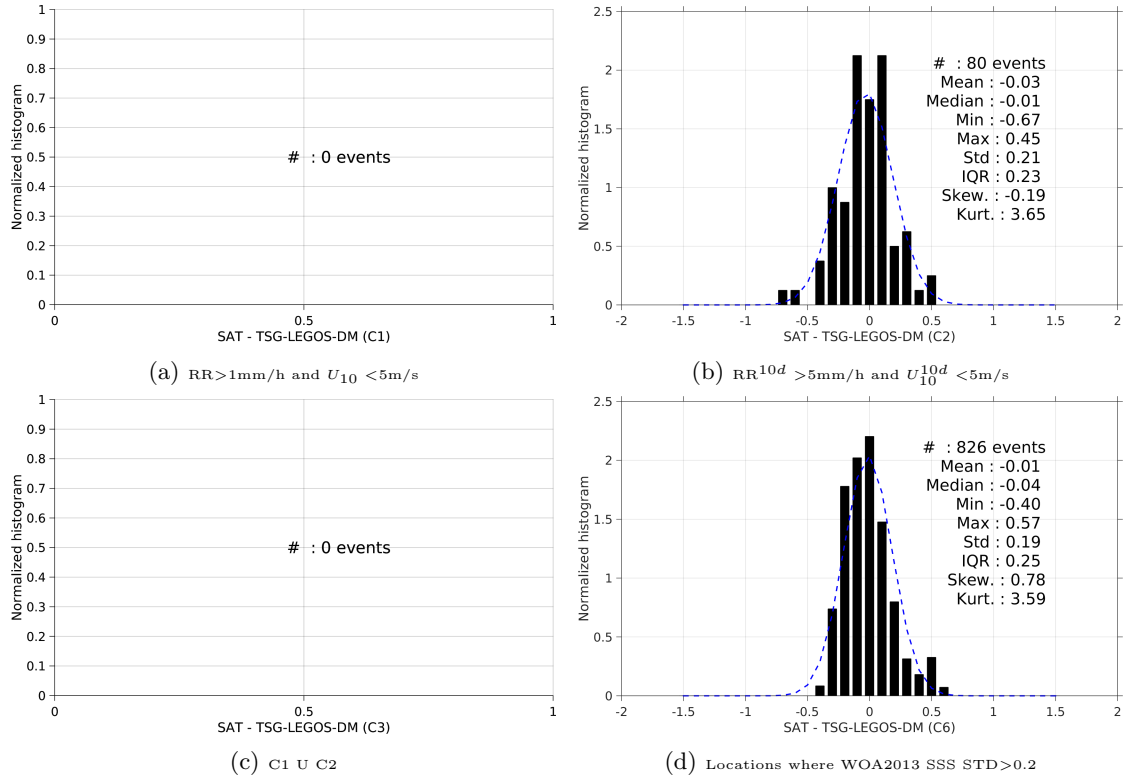 1
0.9
0.8
0.7
0.6
0.5
0.4
0.3
0.2
0.1
0
Normalized histogram
# : 0 events
0 0.5 1
SAT - TSG-LEGOS-DM (C1)
(a) RR>1mm/h and U10 <5m/s
2.5
2
1.5
1
0.5
0
Normalized histogram
# : 80 events
Mean : -0.03
Median : -0.01
Min : -0.67
Max : 0.45
Std : 0.21
IQR : 0.23
Skew. : -0.19
Kurt. : 3.65
-2 -1.5 -1 -0.5 0 0.5 1 1.5 2
SAT - TSG-LEGOS-DM (C2)
(b) RR^10d >5mm/h and U_10^10d <5m/s
1
0.9
0.8
0.7
0.6
0.5
0.4
0.3
0.2
0.1
0
Normalized histogram
# : 0 events
0 0.5 1
SAT - TSG-LEGOS-DM (C3)
(c) C1 U C2
2.5
2
1.5
1
0.5
0
Normalized histogram
# : 826 events
Mean : -0.01
Median : -0.04
Min : -0.40
Max : 0.57
Std : 0.19
IQR : 0.25
Skew. : 0.78
Kurt. : 3.59
-2 -1.5 -1 -0.5 0 0.5 1 1.5 2
SAT - TSG-LEGOS-DM (C6)
(d) Locations where WOA2013 SSS STD>0.2